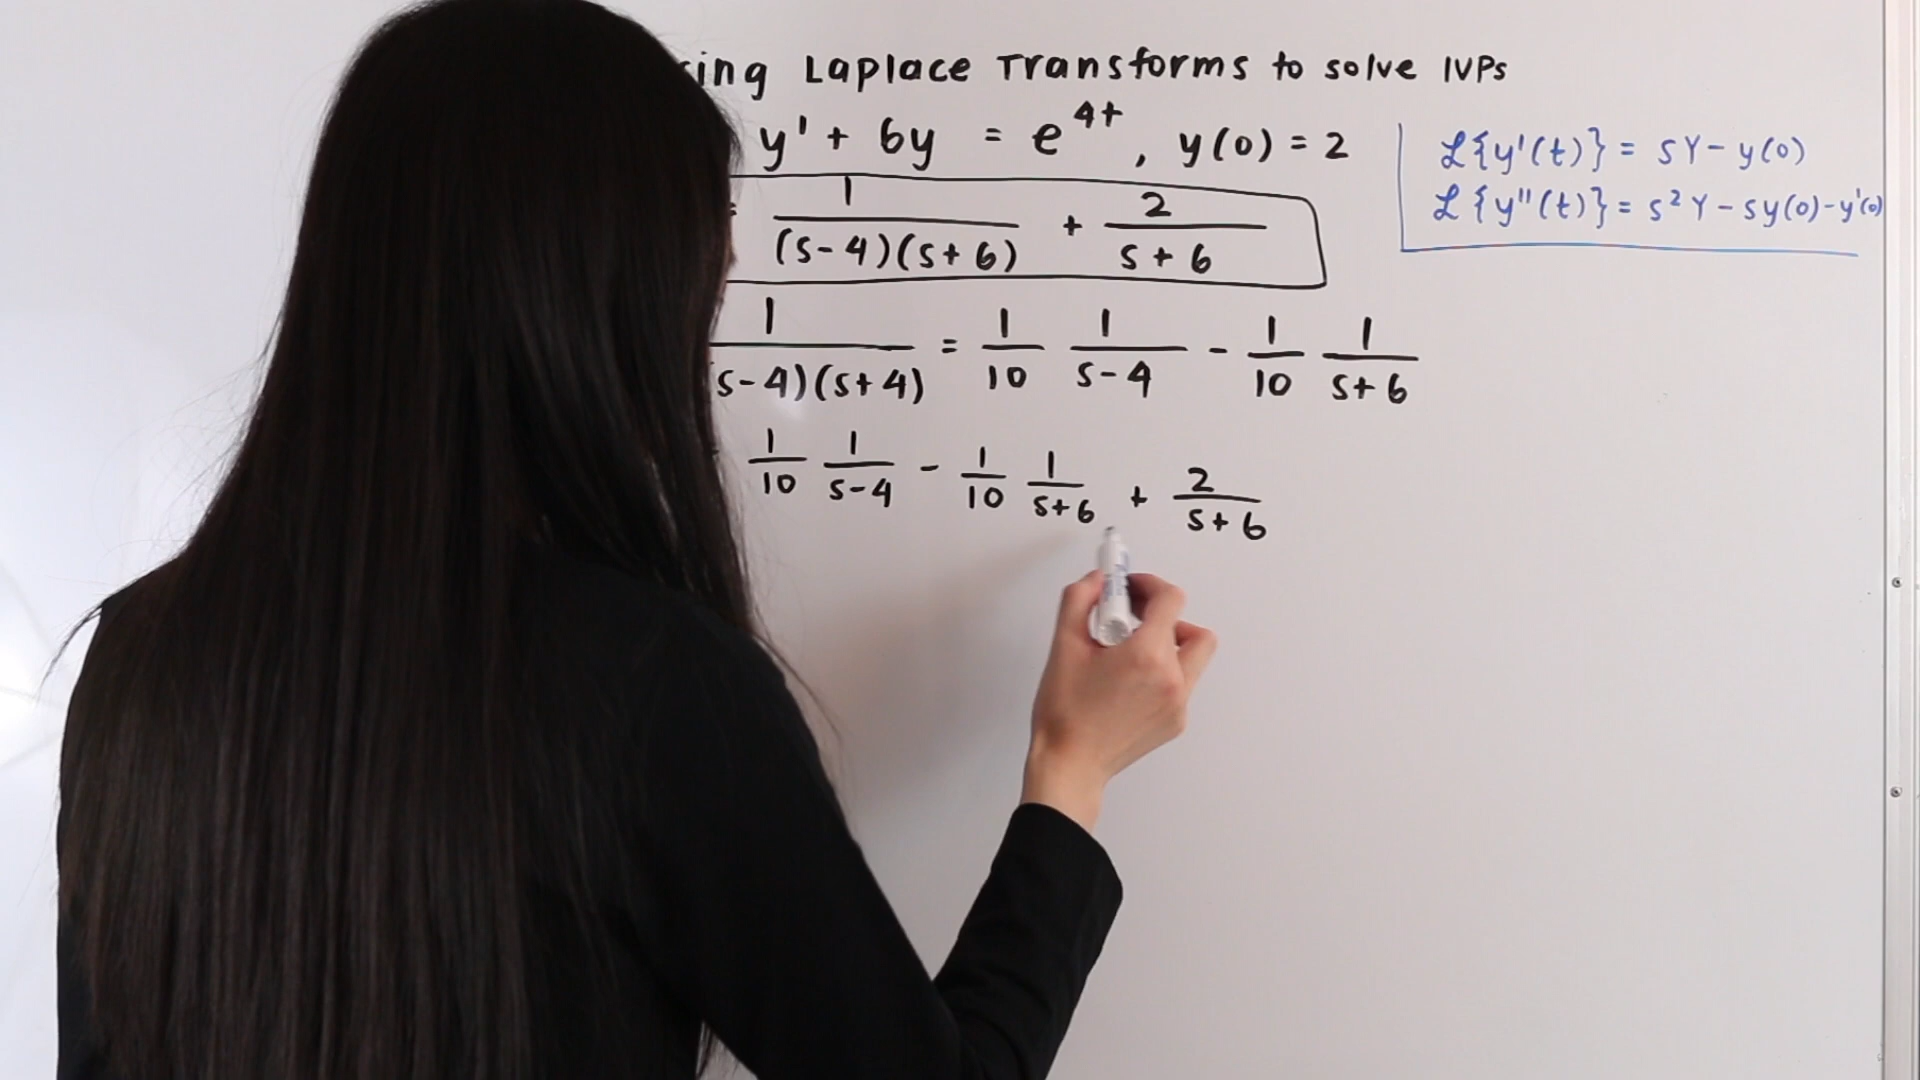 ing Laplace Transforms to solve IVPs
y' + 6y = e^{4t}, y(0) = 2
ℒ{y'(t)} = sY - y(0)
ℒ{y''(t)} = s²Y - sy(0) - y'(0)
= 1/((s-4)(s+6)) + 2/(s+6)
1/((s-4)(s+4)) = 1/10 1/(s-4) - 1/10 1/(s+6)
1/10 1/(s-4) - 1/10 1/(s+6) + 2/(s+6)